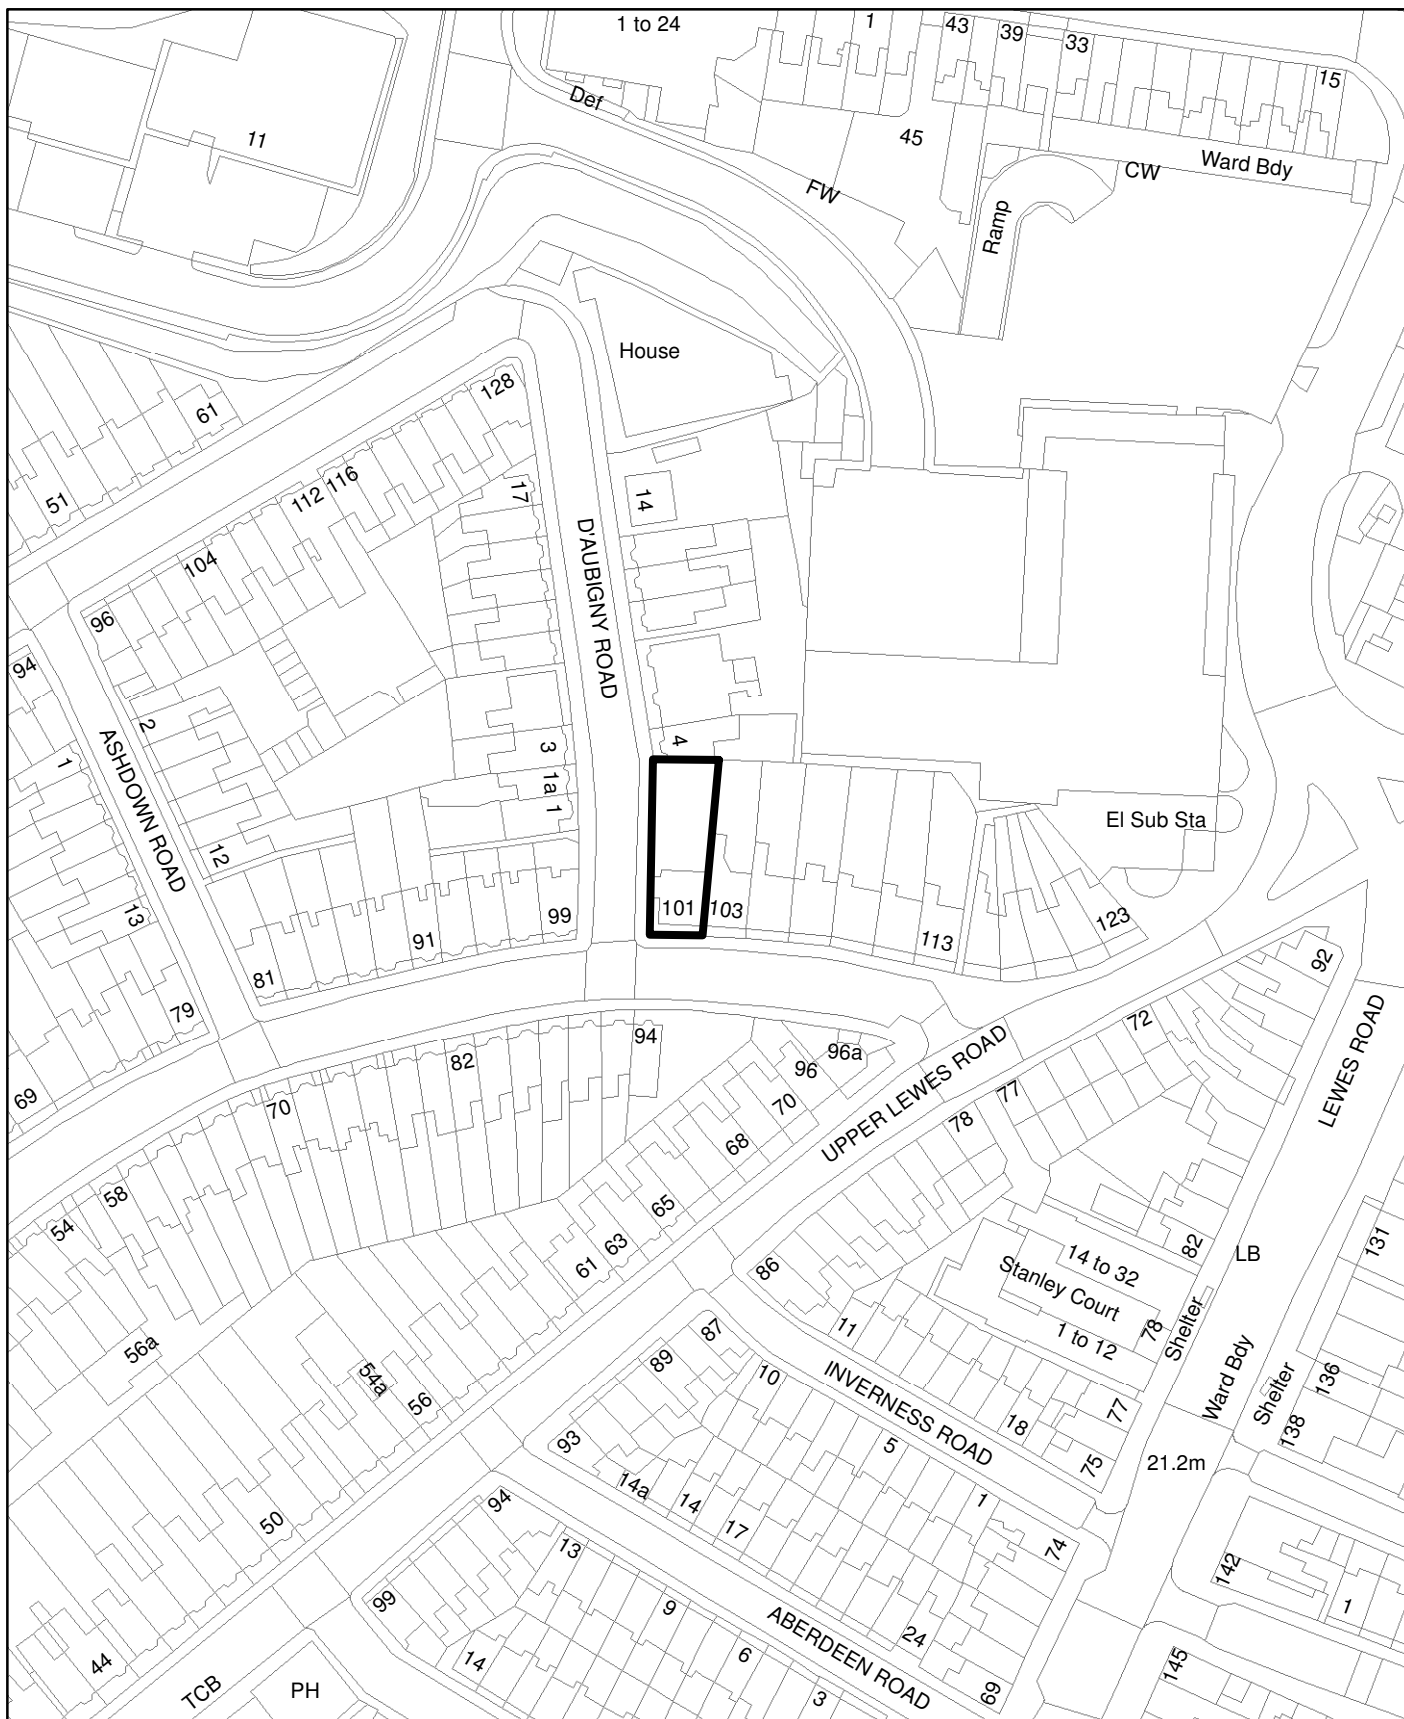 1 to 24
1
43
39
33
15
Def
11
45
Ward Bdy
CW
FW
Ramp
House
128
61
116
112
51
17
14
104
D'AUBIGNY ROAD
96
94
2
4
3
1
ASHDOWN ROAD
1a
1
El Sub Sta
12
101
103
13
99
123
91
113
81
92
79
94
72
82
96a
96
LEWES ROAD
69
77
70
70
UPPER LEWES ROAD
78
68
58
65
54
63
82
131
61
LB
86
14 to 32
Stanley Court
11
87
78
Shelter
56a
1 to 12
89
54a
10
INVERNESS ROAD
136
Ward Bdy
Shelter
56
77
18
138
93
5
75
21.2m
14a
14
1
94
17
50
13
74
142
99
9
1
24
ABERDEEN ROAD
44
14
6
145
TCB
PH
3
69